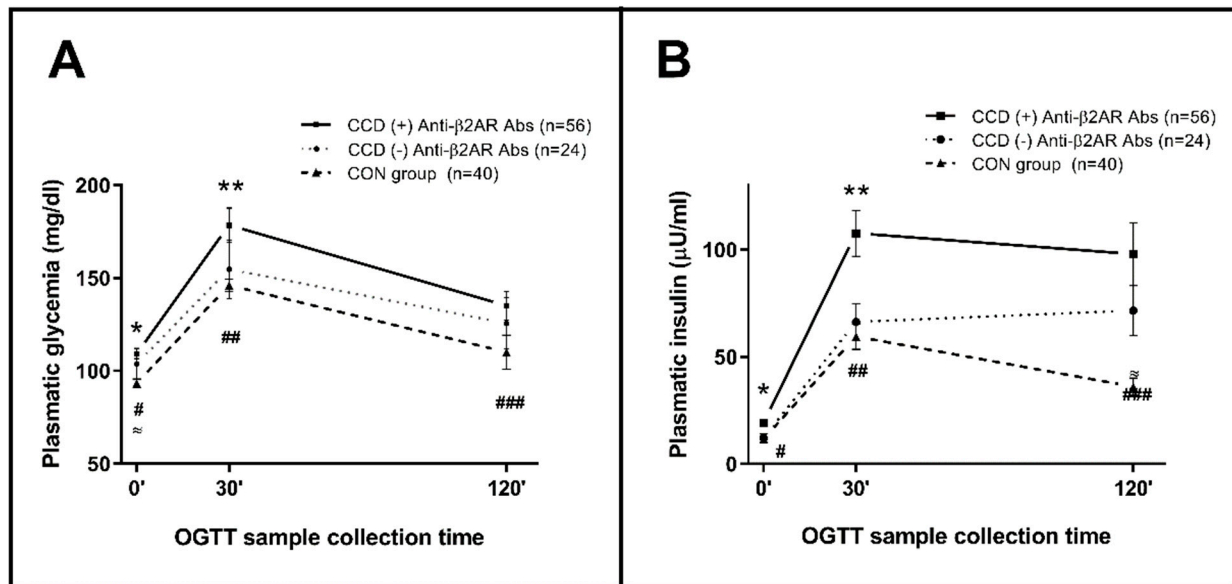 A
CCD (+) Anti-β2AR Abs (n=56)
CCD (-) Anti-β2AR Abs (n=24)
CON group (n=40)
Plasmatic glycemia (mg/dl)
200
150
100
50
*
**
#
≈
##
###
0'
30'
120'
OGTT sample collection time
B
CCD (+) Anti-β2AR Abs (n=56)
CCD (-) Anti-β2AR Abs (n=24)
CON group (n=40)
Plasmatic insulin (μU/ml)
100
50
0
*
**
#
##
≈
###
0'
30'
120'
OGTT sample collection time